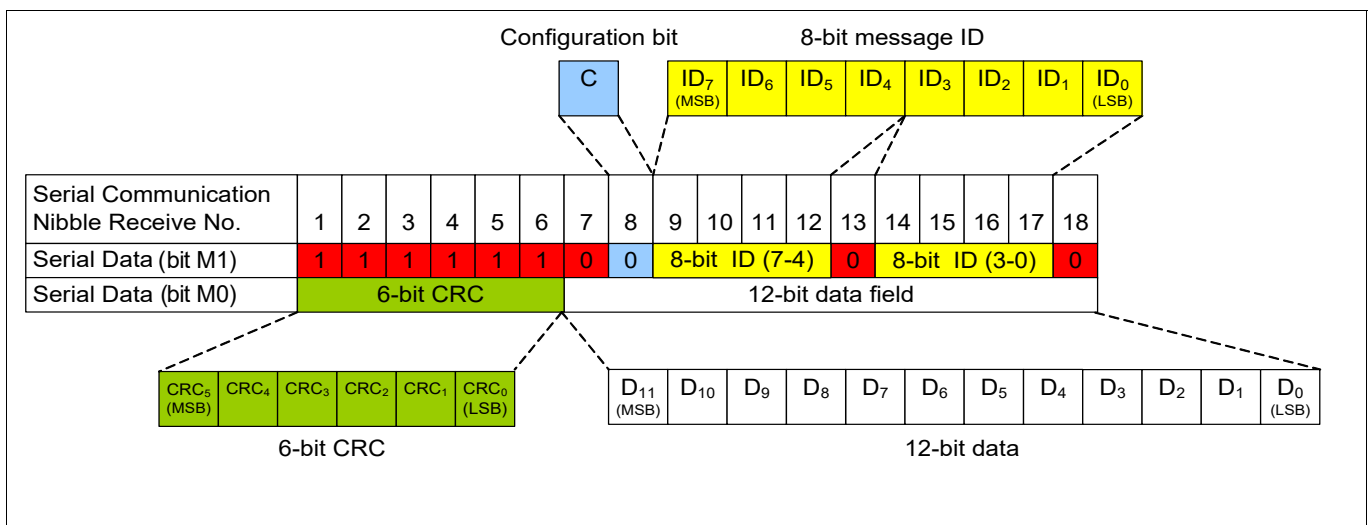 Configuration bit 8-bit message ID
C ID₇ (MSB) ID₆ ID₅ ID₄ ID₃ ID₂ ID₁ ID₀ (LSB)
Serial Communication
Nibble Receive No. 1 2 3 4 5 6 7 8 9 10 11 12 13 14 15 16 17 18
Serial Data (bit M1) 1 1 1 1 1 1 0 0 8-bit ID (7-4) 0 8-bit ID (3-0) 0
Serial Data (bit M0) 6-bit CRC 12-bit data field
CRC₅ (MSB) CRC₄ CRC₃ CRC₂ CRC₁ CRC₀ (LSB) D₁₁ (MSB) D₁₀ D₉ D₈ D₇ D₆ D₅ D₄ D₃ D₂ D₁ D₀ (LSB)
6-bit CRC 12-bit data